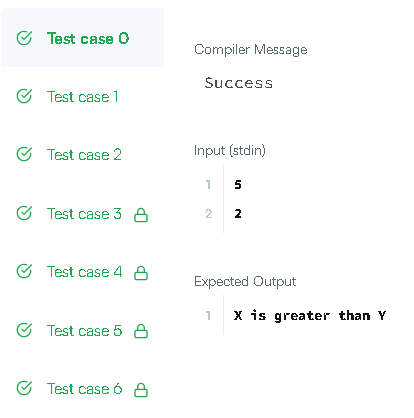 Test case 0
Test case 1
Test case 2
Test case 3
Test case 4
Test case 5
Test case 6
Compiler Message
Success
Input (stdin)
1 5
2 2
Expected Output
1 X is greater than Y